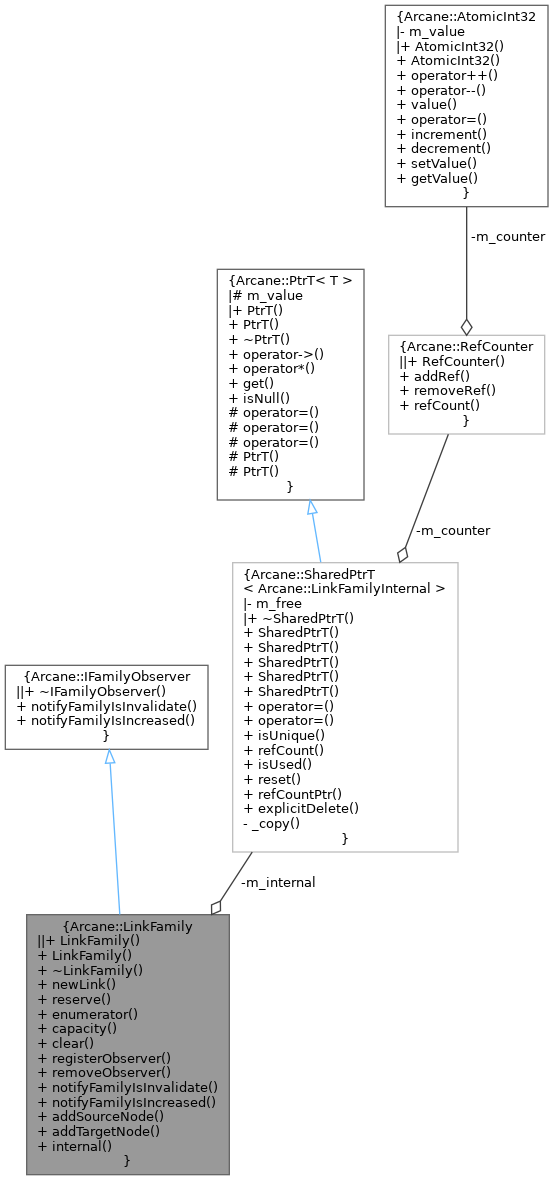 {Arcane::AtomicInt32
|- m_value
|+ AtomicInt32()
+ AtomicInt32()
+ operator++()
+ operator--()
+ value()
+ operator=()
+ increment()
+ decrement()
+ setValue()
+ getValue()
}
-m_counter
{Arcane::PtrT< T >
|# m_value
|+ PtrT()
+ PtrT()
+ ~PtrT()
+ operator->()
+ operator*()
+ get()
+ isNull()
# operator=()
# operator=()
# operator=()
# PtrT()
# PtrT()
}
{Arcane::RefCounter
||+ RefCounter()
+ addRef()
+ removeRef()
+ refCount()
}
-m_counter
{Arcane::SharedPtrT
< Arcane::LinkFamilyInternal >
|- m_free
|+ ~SharedPtrT()
+ SharedPtrT()
+ SharedPtrT()
+ SharedPtrT()
+ SharedPtrT()
+ SharedPtrT()
+ operator=()
+ operator=()
+ isUnique()
+ refCount()
+ isUsed()
+ reset()
+ refCountPtr()
+ explicitDelete()
- _copy()
}
{Arcane::IFamilyObserver
||+ ~IFamilyObserver()
+ notifyFamilyIsInvalidate()
+ notifyFamilyIsIncreased()
}
-m_internal
{Arcane::LinkFamily
||+ LinkFamily()
+ LinkFamily()
+ ~LinkFamily()
+ newLink()
+ reserve()
+ enumerator()
+ capacity()
+ clear()
+ registerObserver()
+ removeObserver()
+ notifyFamilyIsInvalidate()
+ notifyFamilyIsIncreased()
+ addSourceNode()
+ addTargetNode()
+ internal()
}